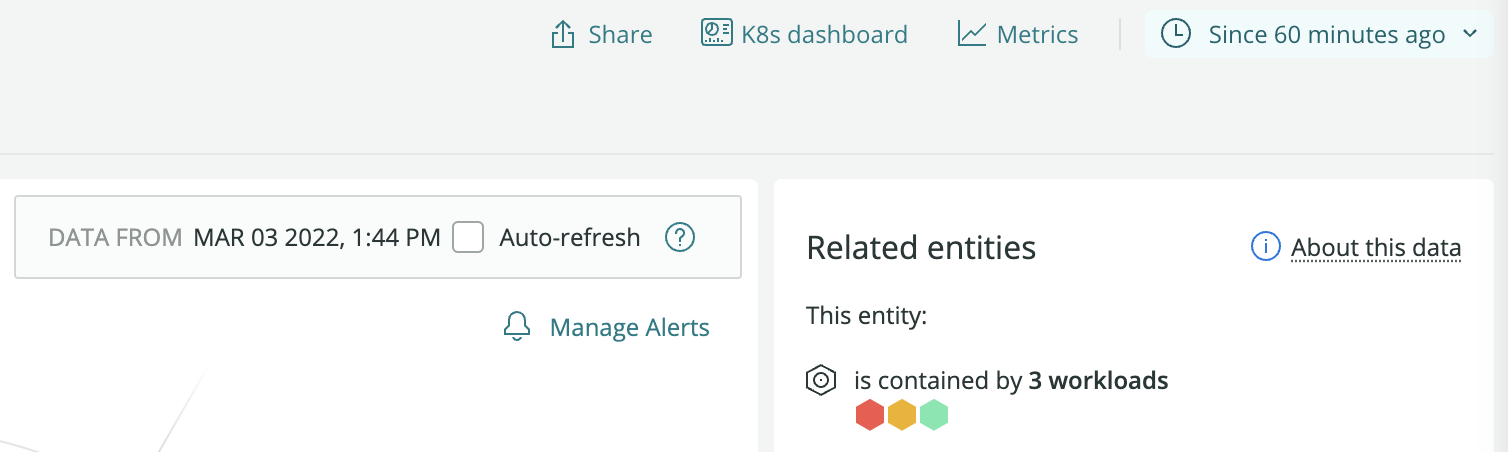 Share K8s dashboard Metrics Since 60 minutes ago
DATA FROM MAR 03 2022, 1:44 PM Auto-refresh ?
Manage Alerts
Related entities
i About this data
This entity:
is contained by 3 workloads